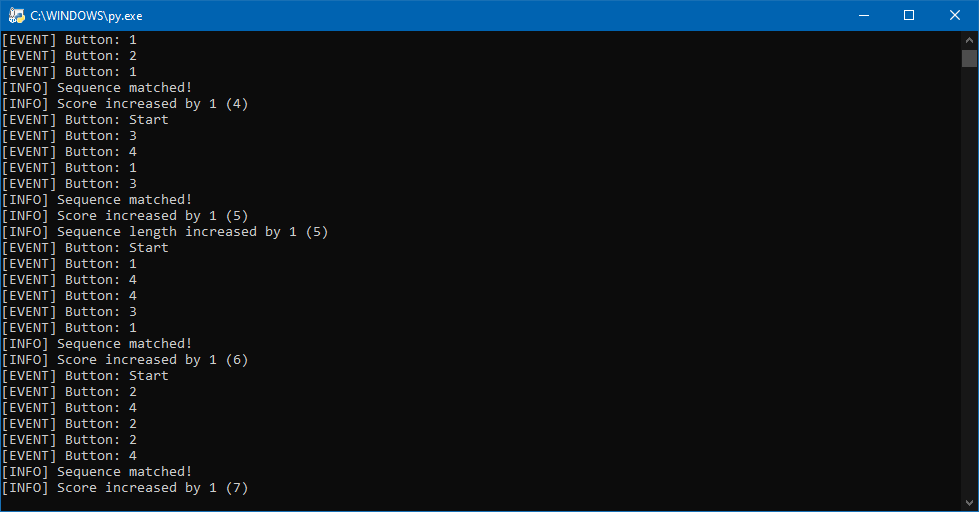 C:\WINDOWS\py.exe
[EVENT] Button: 1
[EVENT] Button: 2
[EVENT] Button: 1
[INFO] Sequence matched!
[INFO] Score increased by 1 (4)
[EVENT] Button: Start
[EVENT] Button: 3
[EVENT] Button: 4
[EVENT] Button: 1
[EVENT] Button: 3
[INFO] Sequence matched!
[INFO] Score increased by 1 (5)
[INFO] Sequence length increased by 1 (5)
[EVENT] Button: Start
[EVENT] Button: 1
[EVENT] Button: 4
[EVENT] Button: 4
[EVENT] Button: 3
[EVENT] Button: 1
[INFO] Sequence matched!
[INFO] Score increased by 1 (6)
[EVENT] Button: Start
[EVENT] Button: 2
[EVENT] Button: 4
[EVENT] Button: 2
[EVENT] Button: 2
[EVENT] Button: 4
[INFO] Sequence matched!
[INFO] Score increased by 1 (7)